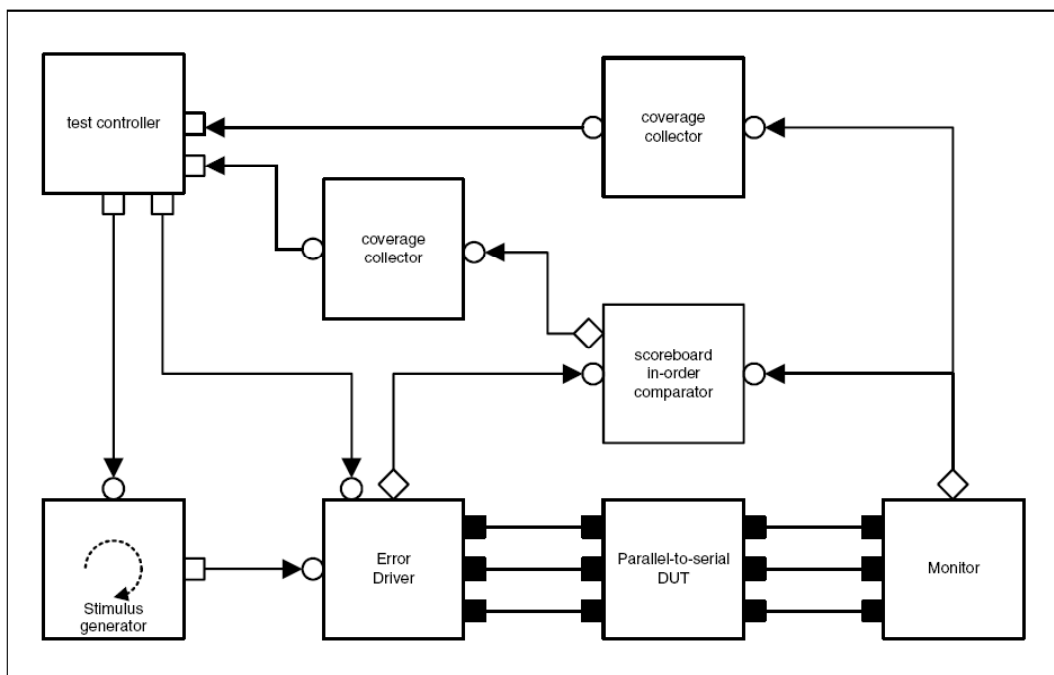 test controller
coverage
collector
coverage
collector
scoreboard
in-order
comparator
Stimulus
generator
Error
Driver
Parallel-to-serial
DUT
Monitor